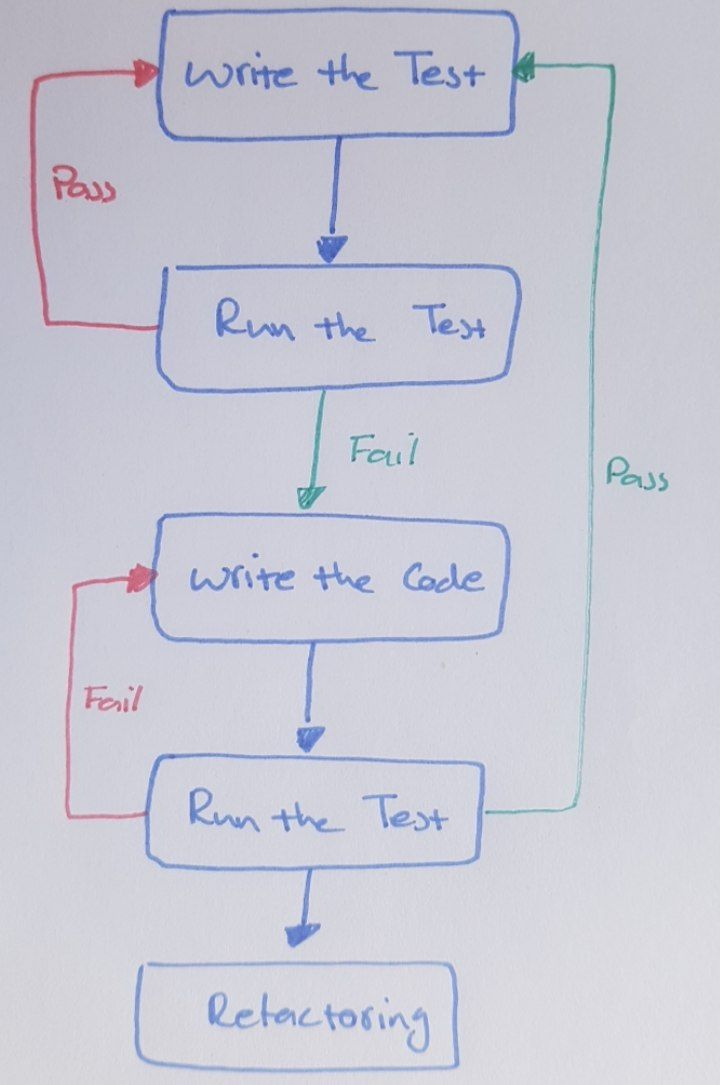 Write the Test
Pass
Run the Test
Fail
Pass
Write the Code
Fail
Run the Test
Refactoring